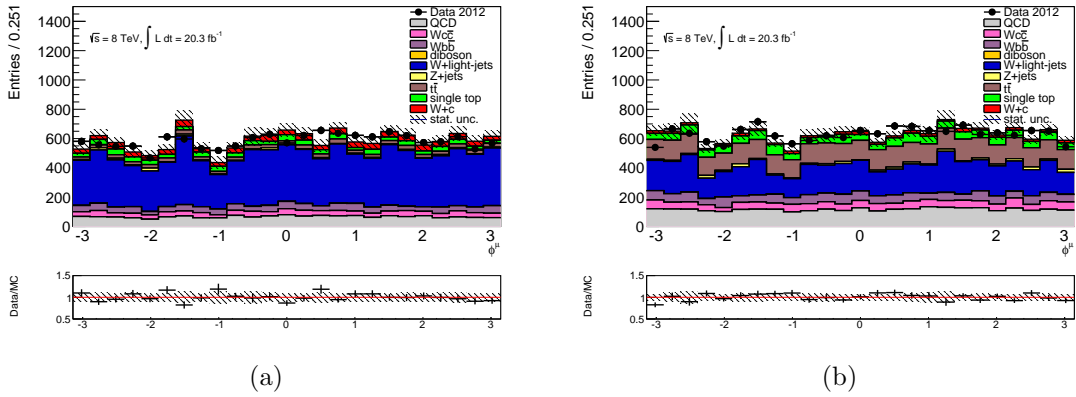 Entries / 0.251
1400
1200
1000
800
600
400
200
0
√s = 8 TeV, ∫ L dt = 20.3 fb⁻¹
Data 2012
QCD
Wcc̅
Wbb̅
diboson
W+light-jets
Z+jets
tt̅
single top
W+c
stat. unc.
-3 -2 -1 0 1 2 3
ϕ^μ
Data/MC
1.5
1
0.5
-3 -2 -1 0 1 2 3
(a)
Entries / 0.251
1400
1200
1000
800
600
400
200
0
√s = 8 TeV, ∫ L dt = 20.3 fb⁻¹
Data 2012
QCD
Wcc̅
Wbb̅
diboson
W+light-jets
Z+jets
tt̅
single top
W+c
stat. unc.
-3 -2 -1 0 1 2 3
ϕ^μ
Data/MC
1.5
1
0.5
-3 -2 -1 0 1 2 3
(b)